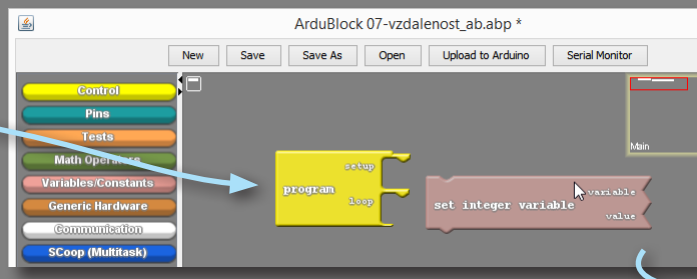 ArduBlock 07-vzdalenost_ab.abp *
New Save Save As Open Upload to Arduino Serial Monitor
Control
Pins
Tests
Math Operators
Variables/Constants
Generic Hardware
Communication
SCoop (Multitask)
program
setup
loop
set integer variable
variable
value
Main